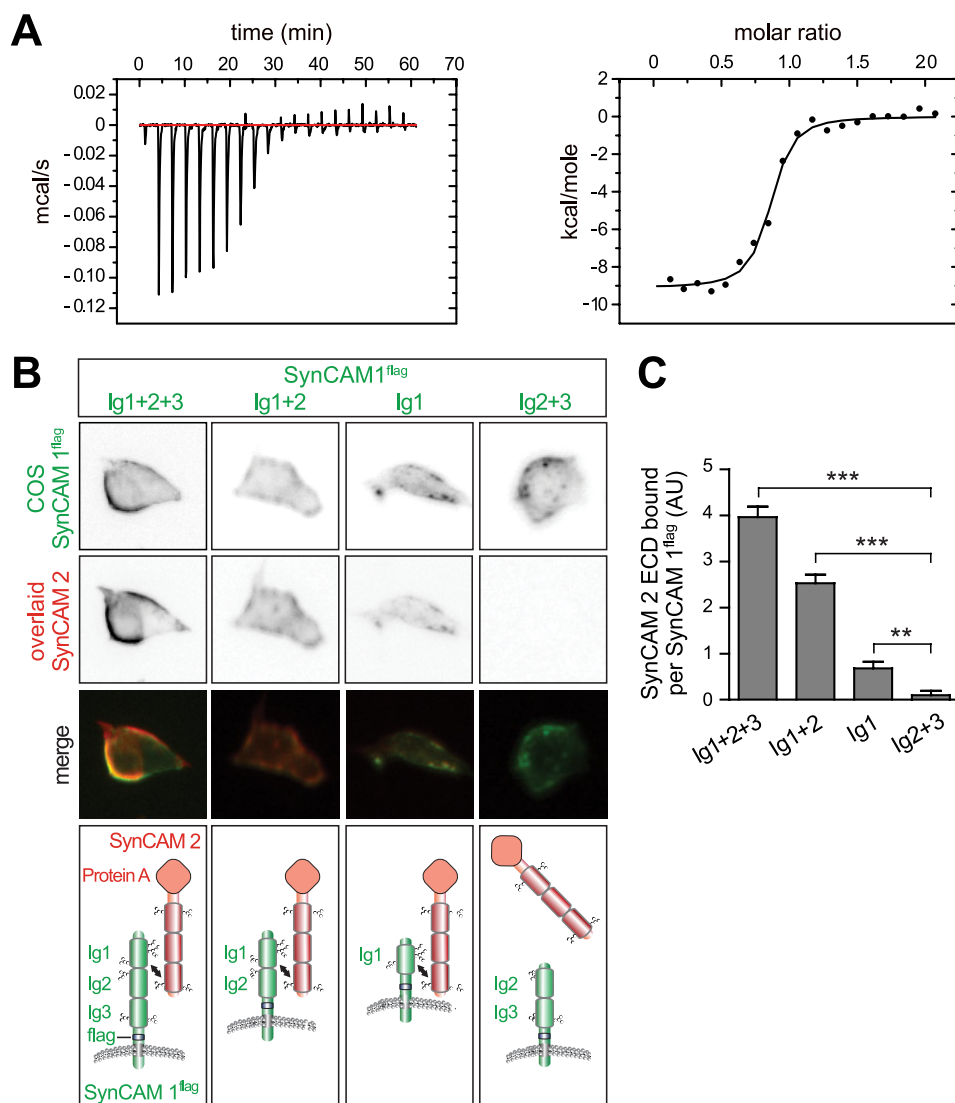 A
time (min)
0 10 20 30 40 50 60 70
0.02
0
-0.02
-0.04
-0.06
-0.08
-0.10
-0.12
mcal/s
molar ratio
0 0.5 1.0 1.5 2.0
2
0
-2
-4
-6
-8
-10
kcal/mole
B
SynCAM1flag
Ig1+2+3 Ig1+2 Ig1 Ig2+3
COS
SynCAM 1flag
overlaid
SynCAM 2
merge
SynCAM 2
Protein A
Ig1
Ig2
Ig3
flag
SynCAM 1flag
Ig1
Ig2
Ig1
Ig2
Ig3
C
SynCAM 2 ECD bound
per SynCAM 1flag (AU)
5
4
3
2
1
0
***
***
**
Ig1+2+3
Ig1+2
Ig1
Ig2+3